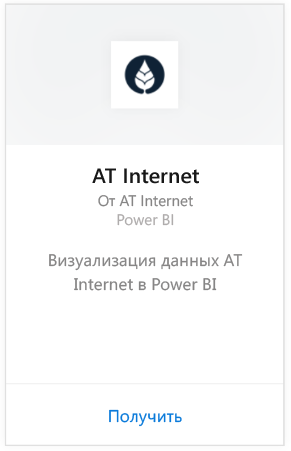 AT Internet
От AT Internet
Power BI
Визуализация данных AT
Internet в Power BI
Получить